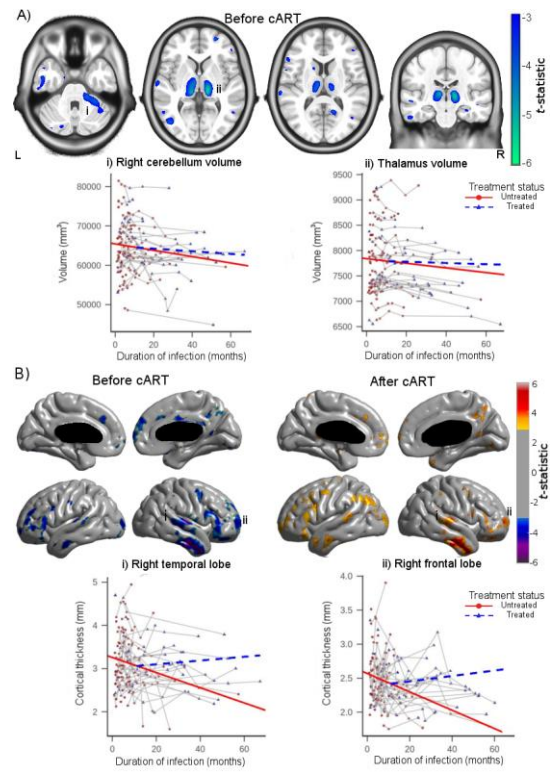 A)
Before cART
i
ii
-3
-4
-5
-6
t-statistic
L
R
i) Right cerebellum volume
ii) Thalamus volume
80000
70000
60000
50000
Volume (mm³)
0 20 40 60
Duration of infection (months)
9500
9000
8500
8000
7500
7000
6500
Volume (mm³)
0 20 40 60
Duration of infection (months)
Treatment status
Untreated
Treated
B)
Before cART
After cART
i
ii
i
ii
6
4
2
0
-2
-4
-6
t-statistic
i) Right temporal lobe
ii) Right frontal lobe
5
4
3
2
Cortical thickness (mm)
0 20 40 60
Duration of infection (months)
4.0
3.5
3.0
2.5
2.0
Cortical thickness (mm)
0 20 40 60
Duration of infection (months)
Treatment status
Untreated
Treated